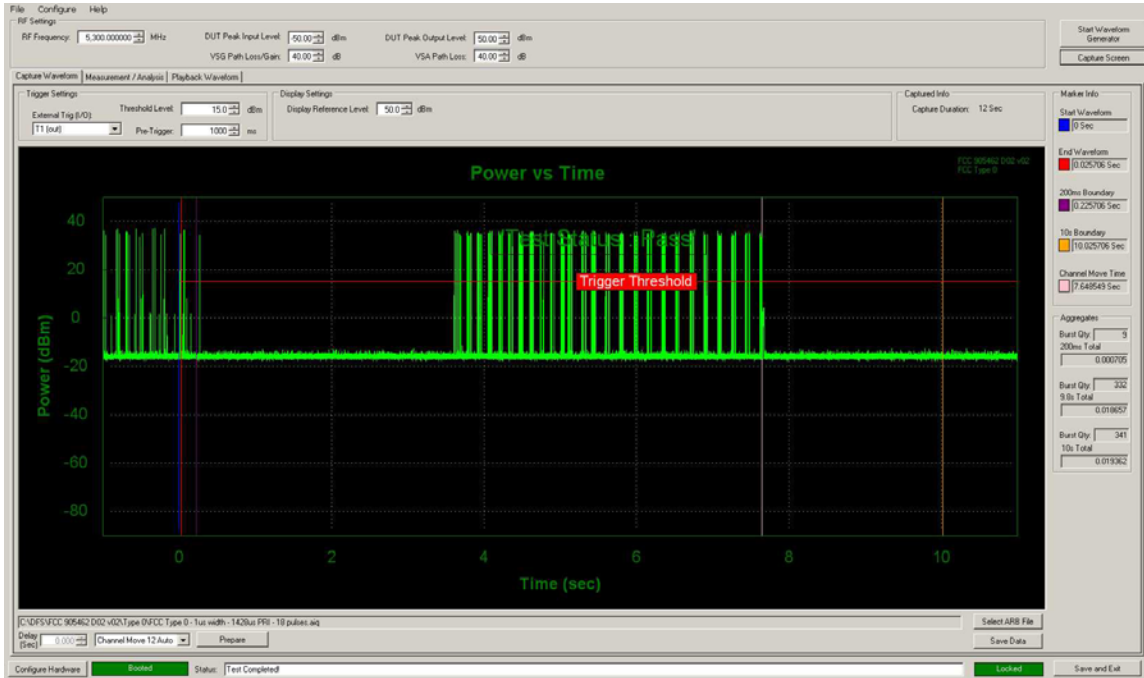 File Configure Help
RF Settings
RF Frequency: 5,300.000000 MHz DUT Peak Input Level: -50.00 dBm DUT Peak Output Level: 50.00 dBm
VSG Path Loss/Gain: 40.00 dB VSA Path Loss: 40.00 dB
Start Waveform Generator
Capture Screen
Capture Waveform Measurement / Analysis Playback Waveform
Trigger Settings
Threshold Level: 15.0 dBm
External Trig (I/O):
T1 (out) Pre-Trigger: 1000 ms
Display Settings
Display Reference Level: 50.0 dBm
Captured Info
Capture Duration: 12 Sec
Marker Info
Start Waveform
0 Sec
End Waveform
0.025706 Sec
200ms Boundary
0.225706 Sec
10s Boundary
10.025706 Sec
Channel Move Time
7.648549 Sec
Aggregates
Burst Qty: 9
200ms Total
0.000705
Burst Qty: 332
9.8s Total
0.018657
Burst Qty: 341
10s Total
0.019362
Power vs Time
FCC 905462 D02 v02
FCC Type 0
Test Status : Pass
Trigger Threshold
Power (dBm)
40
20
0
-20
-40
-60
-80
0 2 4 6 8 10
Time (sec)
C:\DFS\FCC 905462 D02 v02\Type 0\FCC Type 0 - 1us width - 1428us PRI - 18 pulses.aiq
Select ARB File
Delay (Sec) 0.000 Channel Move 12 Auto Prepare
Save Data
Configure Hardware Booted Status: Test Completed! Locked Save and Exit